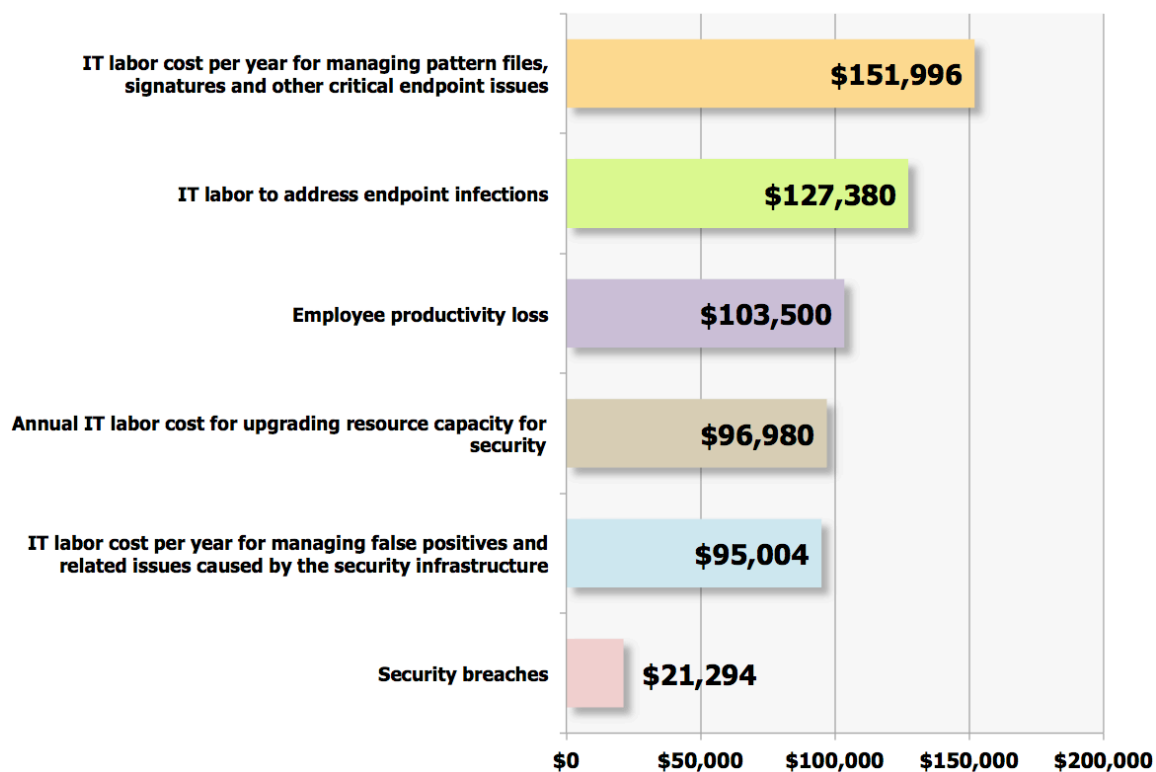 IT labor cost per year for managing pattern files,
signatures and other critical endpoint issues
$151,996
IT labor to address endpoint infections
$127,380
Employee productivity loss
$103,500
Annual IT labor cost for upgrading resource capacity for
security
$96,980
IT labor cost per year for managing false positives and
related issues caused by the security infrastructure
$95,004
Security breaches
$21,294
$0 $50,000 $100,000 $150,000 $200,000